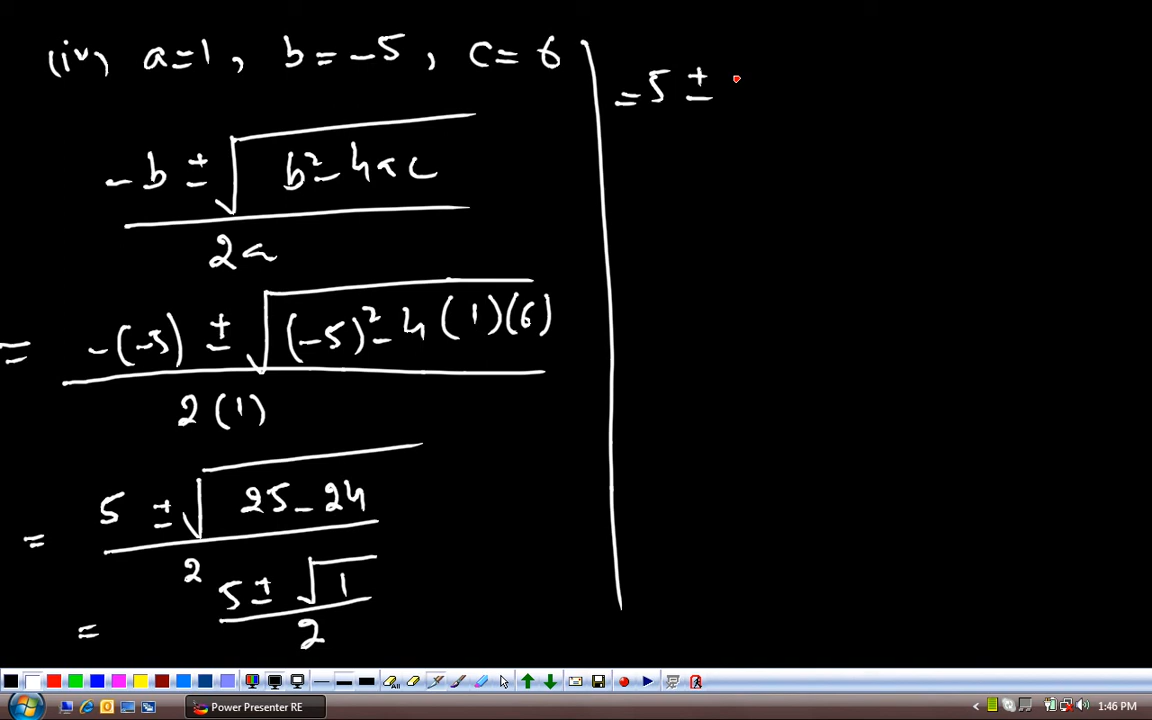 (iv) a=1, b=-5, c=6
-b ± √(b²-4ac)
2a
= -(-5) ± √((-5)²-4(1)(6))
2(1)
= 5 ± √(25-24)
2
= 5 ± √1
2
= 5 ±
All
Power Presenter RE
1:46 PM